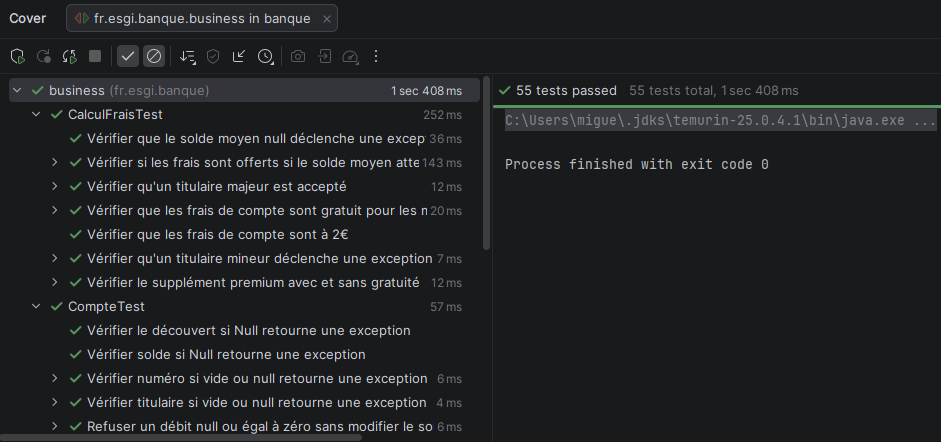 Cover
fr.esgi.banque.business in banque
business (fr.esgi.banque) 1 sec 408 ms
CalculFraisTest 252 ms
Vérifier que le solde moyen null déclenche une excep 36 ms
Vérifier si les frais sont offerts si le solde moyen atte 143 ms
Vérifier qu'un titulaire majeur est accepté 12 ms
Vérifier que les frais de compte sont gratuit pour les m 20 ms
Vérifier que les frais de compte sont à 2€
Vérifier qu'un titulaire mineur déclenche une exception 7 ms
Vérifier le supplément premium avec et sans gratuité 12 ms
CompteTest 57 ms
Vérifier le découvert si Null retourne une exception
Vérifier solde si Null retourne une exception
Vérifier numéro si vide ou null retourne une exception 6 ms
Vérifier titulaire si vide ou null retourne une exception 4 ms
Refuser un débit null ou égal à zéro sans modifier le so 6 ms
55 tests passed 55 tests total, 1 sec 408 ms
C:\Users\migue\.jdks\temurin-25.0.4.1\bin\java.exe ...
Process finished with exit code 0